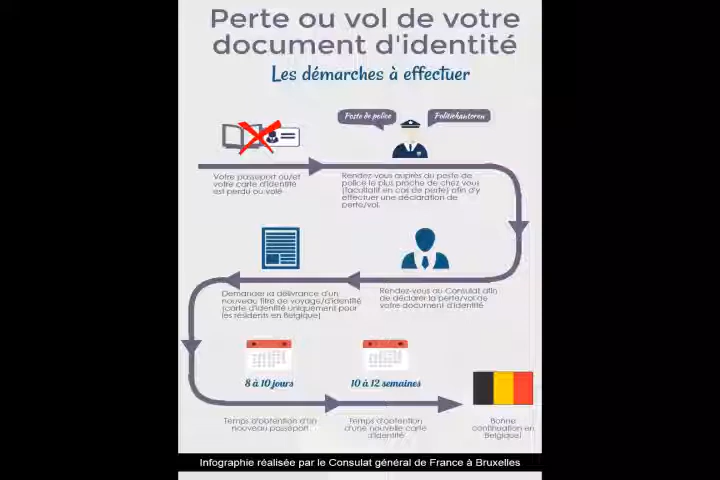 Perte ou vol de votre
document d'identité
Les démarches à effectuer
Poste de police
Politiekantoren
Votre passeport ou/et
votre carte d'identité
est perdu ou volé
Rendez-vous auprès du poste de
police le plus proche de chez vous
(facultatif en cas de perte) afin d'y
effectuer une déclaration de
perte/vol.
Rendez-vous au Consulat afin
de déclarer la perte/vol de
votre document d'identité
Demander la délivrance d'un
nouveau titre de voyage/d'identité
(carte d'identité uniquement pour
les résidents en Belgique)
8 à 10 jours
10 à 12 semaines
Temps d'obtention d'un
nouveau passeport
Temps d'obtention
d'une nouvelle carte
d'identité
Bonne
continuation en
Belgique!
Infographie réalisée par le Consulat général de France à Bruxelles